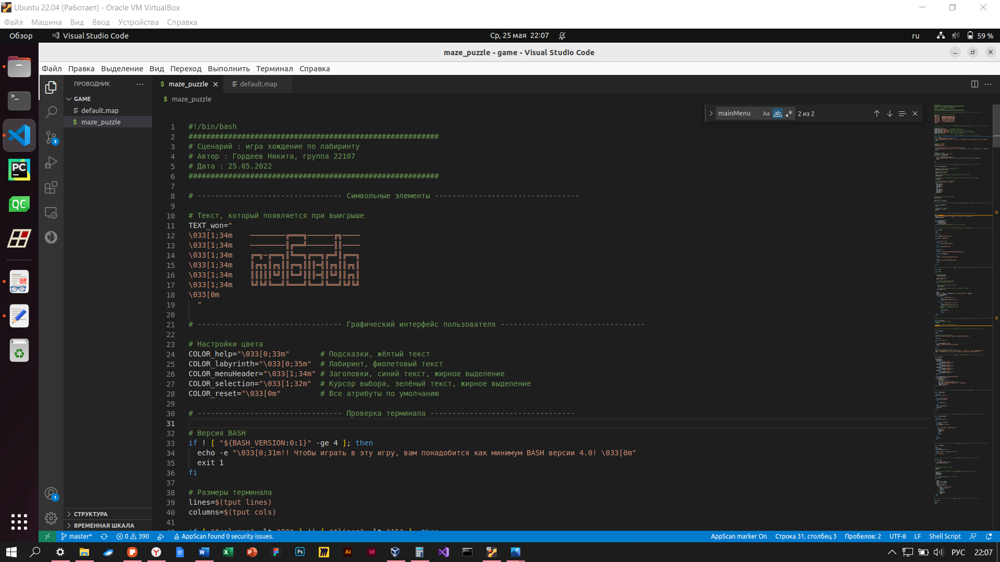 Ubuntu 22.04 [Работает] - Oracle VM VirtualBox
Файл Машина Вид Ввод Устройства Справка
Обзор Visual Studio Code Ср, 25 мая 22:07 ru 59 %
maze_puzzle - game - Visual Studio Code
Файл Правка Выделение Вид Переход Выполнить Терминал Справка
ПРОВОДНИК ··· $ maze_puzzle default.map
GAME $ maze_puzzle
default.map
$ maze_puzzle
mainMenu Aa ab 2 из 2
1 #!/bin/bash
2 #########################################################
3 # Сценарий : игра хождение по лабиринту
4 # Автор : Гордеев Никита, группа 22107
5 # Дата : 25.05.2022
6 #########################################################
7
8 # --------------------------------- Символьные элементы ---------------------------------
9
10 # Текст, который появляется при выигрыше
11 TEXT_won="
12 \033[1;34m
13 \033[1;34m
14 \033[1;34m
15 \033[1;34m
16 \033[1;34m
17 \033[1;34m
18 \033[0m
19 "
20
21 # --------------------------------- Графический интерфейс пользователя ---------------------------------
22
23 # Настройки цвета
24 COLOR_help="\033[0;33m" # Подсказки, жёлтый текст
25 COLOR_labyrinth="\033[0;35m" # Лабиринт, фиолетовый текст
26 COLOR_menuHeader="\033[1;34m" # Заголовки, синий текст, жирное выделение
27 COLOR_selection="\033[1;32m" # Курсор выбора, зелёный текст, жирное выделение
28 COLOR_reset="\033[0m" # Все атрибуты по умолчанию
29
30 # --------------------------------- Проверка терминала ---------------------------------
31
32 # Версия BASH
33 if ! [ "${BASH_VERSION:0:1}" -ge 4 ]; then
34 echo -e "\033[0;31m!! Чтобы играть в эту игру, вам понадобится как минимум BASH версии 4.0! \033[0m"
35 exit 1
36 fi
37
38 # Размеры терминала
39 lines=$(tput lines)
40 columns=$(tput cols)
41
СТРУКТУРА
ВРЕМЕННАЯ ШКАЛА
master* 0 390 AppScan found 0 security issues. AppScan marker On Строка 31, столбец 3 Пробелов: 2 UTF-8 LF Shell Script
РУС 22:07